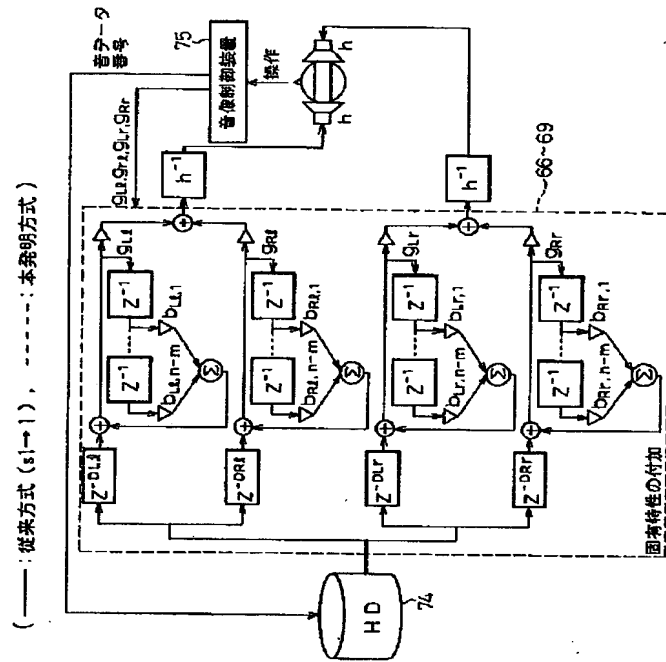 (——:従来方式(sl→1), -----:本発明方式)
音データ
番号
75
音像制御装置
操作
h
h
gLl,grl,gLr,gRr
h⁻¹
h⁻¹
66~69
gLl
Z⁻¹
Z⁻¹
bLl,1
bLl,n-m
Σ
+
+
Z⁻DLl
gRl
Z⁻¹
Z⁻¹
bRl,1
bRl,n-m
Σ
+
Z⁻DRl
gLr
Z⁻¹
Z⁻¹
bLr,1
bLr,n-m
Σ
+
+
Z⁻DLr
gRr
Z⁻¹
Z⁻¹
bRr,1
bRr,n-m
Σ
+
Z⁻DRr
固有特性の付加
HD
74